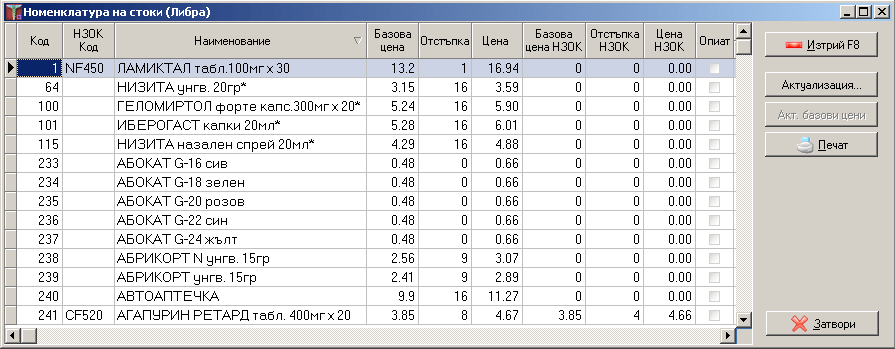 Номенклатура на стоки (Либра)
Код НЗОК Код Наименование Базова цена Отстъпка Цена Базова цена НЗОК Отстъпка НЗОК Цена НЗОК Опиат
1 NF450 ЛАМИКТАЛ табл.100мг x 30 13.2 1 16.94 0 0 0.00
64 НИЗИТА унгв. 20гр* 3.15 16 3.59 0 0 0.00
100 ГЕЛОМИРТОЛ форте капс.300мг x 20* 5.24 16 5.90 0 0 0.00
101 ИБЕРОГАСТ капки 20мл* 5.28 16 6.01 0 0 0.00
115 НИЗИТА назален спрей 20мл* 4.29 16 4.88 0 0 0.00
233 АБОКАТ G-16 сив 0.48 0 0.66 0 0 0.00
234 АБОКАТ G-18 зелен 0.48 0 0.66 0 0 0.00
235 АБОКАТ G-20 розов 0.48 0 0.66 0 0 0.00
236 АБОКАТ G-22 син 0.48 0 0.66 0 0 0.00
237 АБОКАТ G-24 жълт 0.48 0 0.66 0 0 0.00
238 АБРИКОРТ N унгв. 15гр 2.56 9 3.07 0 0 0.00
239 АБРИКОРТ унгв. 15гр 2.41 9 2.89 0 0 0.00
240 АВТОАПТЕЧКА 9.9 16 11.27 0 0 0.00
241 CF520 АГАПУРИН РЕТАРД табл. 400мг x 20 3.85 8 4.67 3.85 4 4.66
Изтрий F8
Актуализация...
Акт. базови цени
Печат
Затвори